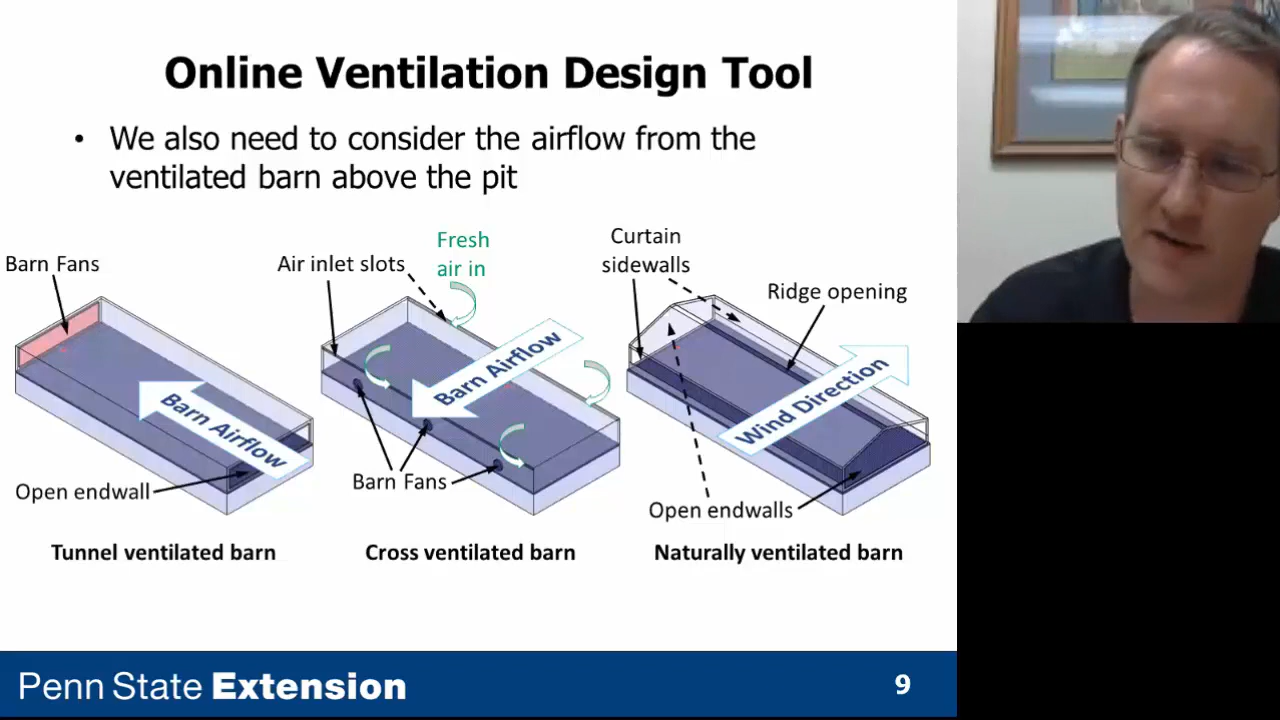 Online Ventilation Design Tool
• We also need to consider the airflow from the
ventilated barn above the pit
Barn Fans
Barn Airflow
Open endwall
Tunnel ventilated barn
Air inlet slots
Fresh
air in
Barn Airflow
Barn Fans
Cross ventilated barn
Curtain
sidewalls
Ridge opening
Wind Direction
Open endwalls
Naturally ventilated barn
Penn State Extension
9